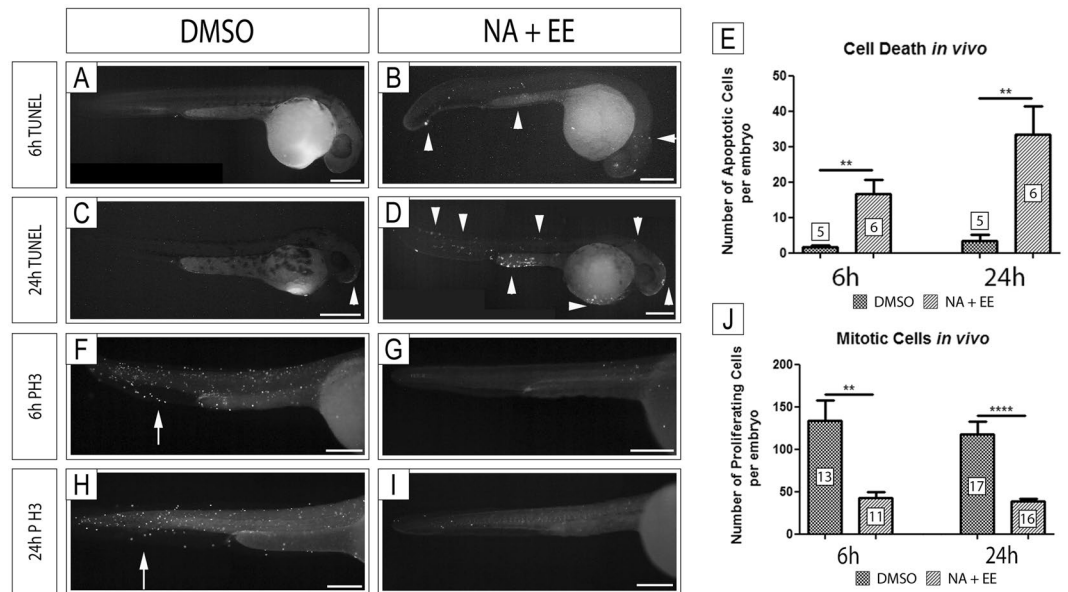 DMSO
NA + EE
6h TUNEL
A
B
24h TUNEL
C
D
6h PH3
F
G
24h P H3
H
I
E
Cell Death in vivo
Number of Apoptotic Cells
per embryo
50
40
30
20
10
0
**
**
5
6
5
6
6h
24h
DMSO
NA + EE
J
Mitotic Cells in vivo
Number of Proliferating Cells
per embryo
200
150
100
50
0
**
****
13
11
17
16
6h
24h
DMSO
NA + EE